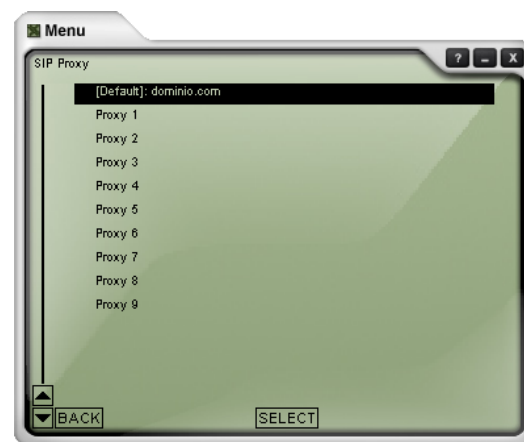 Menu
? - X
SIP Proxy
[Default]: dominio.com
Proxy 1
Proxy 2
Proxy 3
Proxy 4
Proxy 5
Proxy 6
Proxy 7
Proxy 8
Proxy 9
BACK SELECT